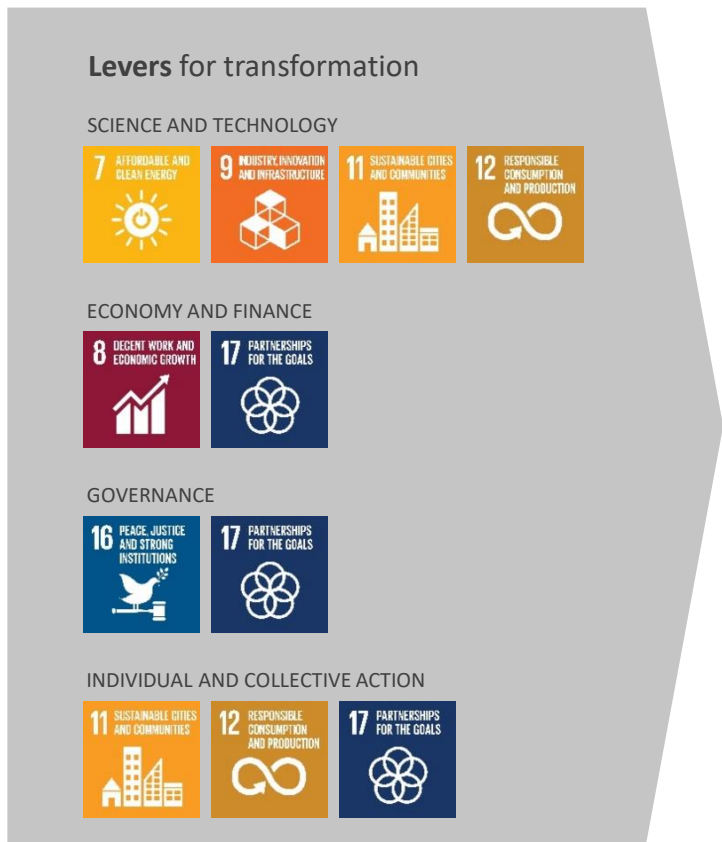 Levers for transformation
SCIENCE AND TECHNOLOGY
7 AFFORDABLE AND
CLEAN ENERGY
9 INDUSTRY, INNOVATION
AND INFRASTRUCTURE
11 SUSTAINABLE CITIES
AND COMMUNITIES
12 RESPONSIBLE
CONSUMPTION
AND PRODUCTION
ECONOMY AND FINANCE
8 DECENT WORK AND
ECONOMIC GROWTH
17 PARTNERSHIPS
FOR THE GOALS
GOVERNANCE
16 PEACE, JUSTICE
AND STRONG
INSTITUTIONS
17 PARTNERSHIPS
FOR THE GOALS
INDIVIDUAL AND COLLECTIVE ACTION
11 SUSTAINABLE CITIES
AND COMMUNITIES
12 RESPONSIBLE
CONSUMPTION
AND PRODUCTION
17 PARTNERSHIPS
FOR THE GOALS